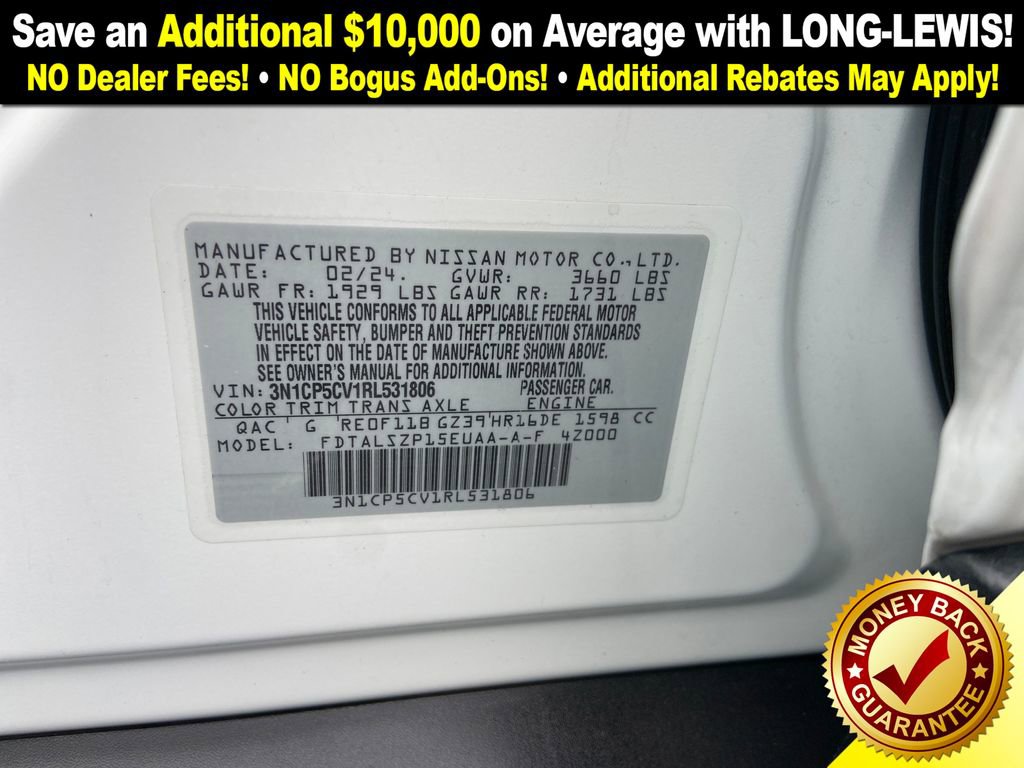 Save an Additional $10,000 on Average with LONG-LEWIS!
NO Dealer Fees! • NO Bogus Add-Ons! • Additional Rebates May Apply!
MANUFACTURED BY NISSAN MOTOR CO.,LTD.
DATE: 02/24. GVWR: 3660 LBS
GAWR FR: 1929 LBS GAWR RR: 1731 LBS
THIS VEHICLE CONFORMS TO ALL APPLICABLE FEDERAL MOTOR
VEHICLE SAFETY, BUMPER AND THEFT PREVENTION STANDARDS
IN EFFECT ON THE DATE OF MANUFACTURE SHOWN ABOVE.
SEE OWNER'S MANUAL FOR ADDITIONAL INFORMATION.
VIN: 3N1CP5CV1RL531806 PASSENGER CAR.
COLOR TRIM TRANS AXLE ENGINE
QAC ' G ' RE0F11B GZ39'HR16DE 1598 CC
MODEL: FDTALSZP15EUAA-A-F 4Z000
3N1CP5CV1RL531806
MONEY BACK
GUARANTEE